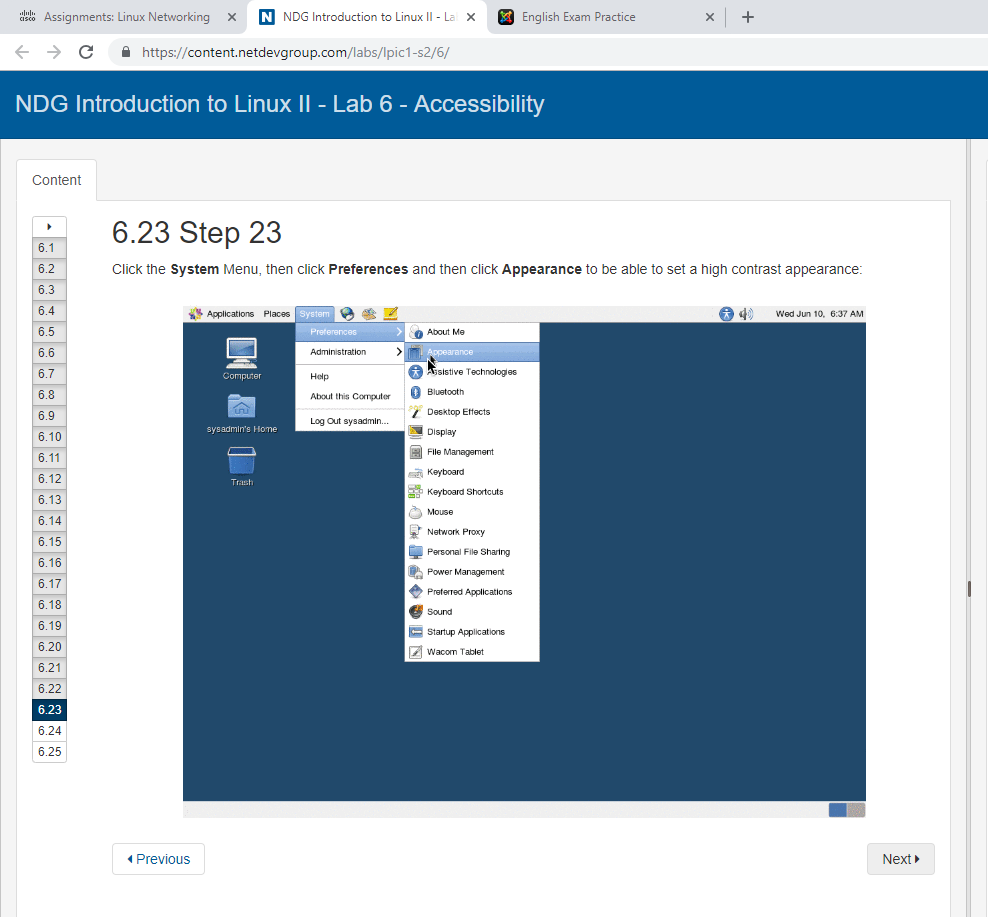 Assignments: Linux Networking
NDG Introduction to Linux II - La
English Exam Practice
https://content.netdevgroup.com/labs/lpic1-s2/6/
NDG Introduction to Linux II - Lab 6 - Accessibility
Content
6.1
6.2
6.3
6.4
6.5
6.6
6.7
6.8
6.9
6.10
6.11
6.12
6.13
6.14
6.15
6.16
6.17
6.18
6.19
6.20
6.21
6.22
6.23
6.24
6.25
6.23 Step 23
Click the System Menu, then click Preferences and then click Appearance to be able to set a high contrast appearance:
Applications Places System Wed Jun 10, 6:37 AM
Computer
sysadmin's Home
Trash
Preferences
Administration
Help
About this Computer
Log Out sysadmin...
About Me
Appearance
Assistive Technologies
Bluetooth
Desktop Effects
Display
File Management
Keyboard
Keyboard Shortcuts
Mouse
Network Proxy
Personal File Sharing
Power Management
Preferred Applications
Sound
Startup Applications
Wacom Tablet
Previous
Next